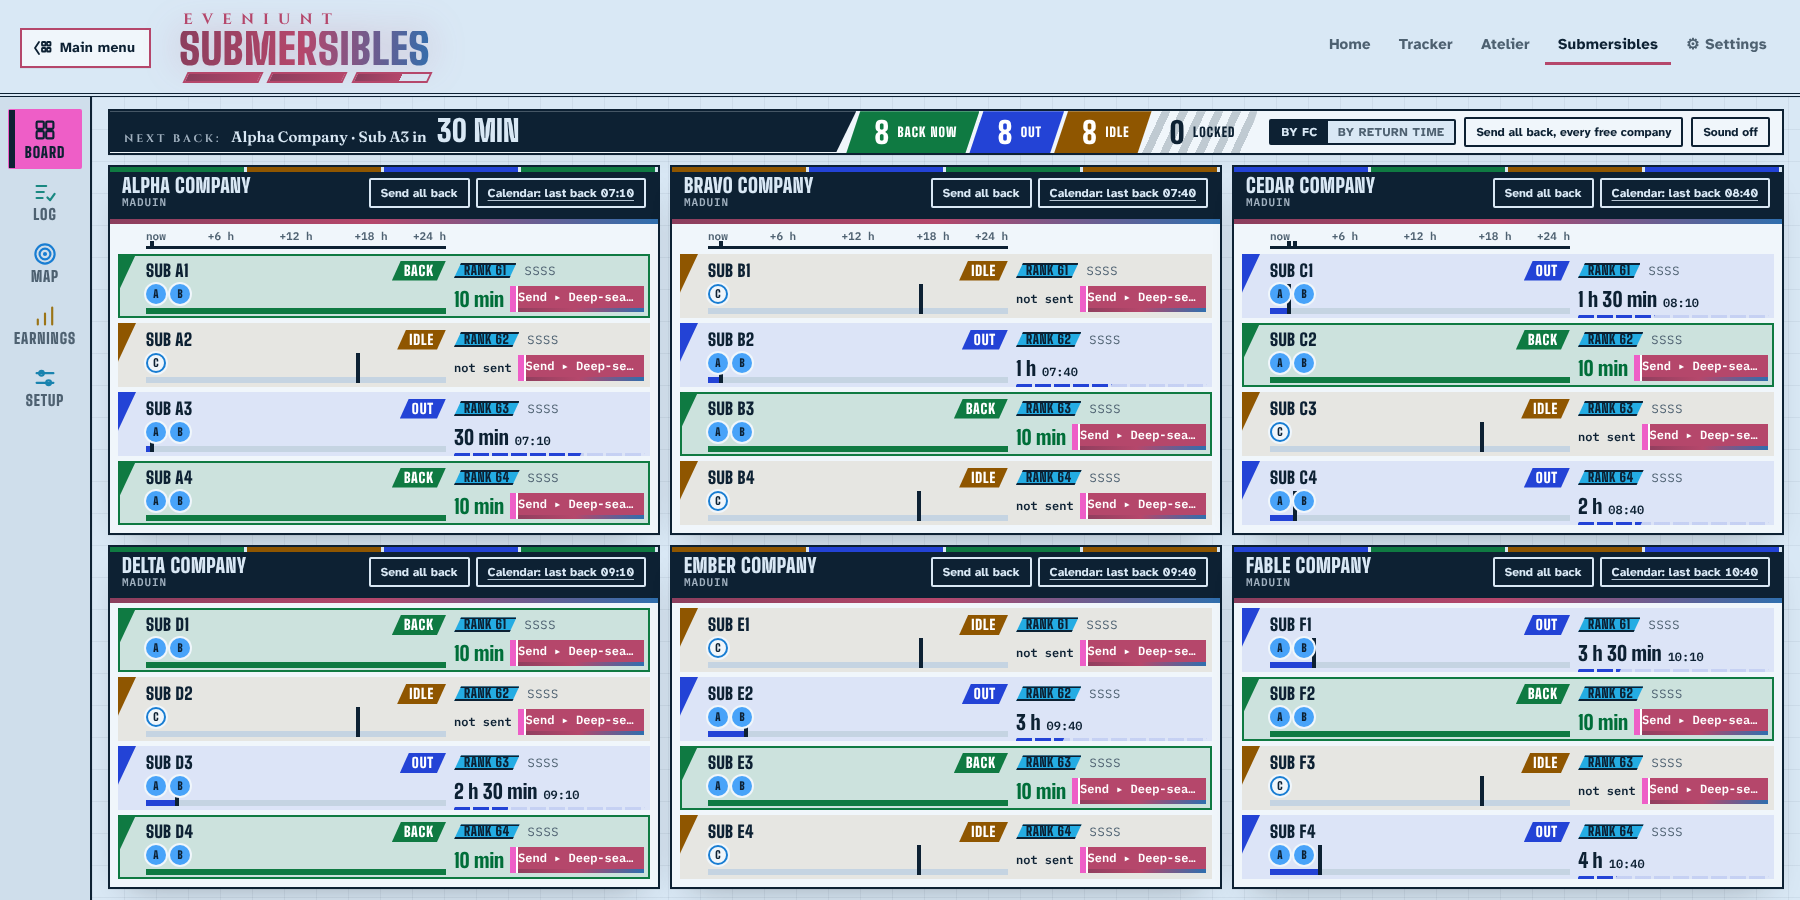 Main menu
EVENIUNT
SUBMERSIBLES
Home Tracker Atelier Submersibles Settings
BOARD
LOG
MAP
EARNINGS
SETUP
NEXT BACK: Alpha Company · Sub A3 in 30 MIN
8 BACK NOW 8 OUT 8 IDLE 0 LOCKED
BY FC BY RETURN TIME Send all back, every free company Sound off
ALPHA COMPANY
MADUIN
Send all back Calendar: last back 07:10
now +6 h +12 h +18 h +24 h
SUB A1 BACK RANK 61 SSSS
A B 10 min Send ▸ Deep-sea…
SUB A2 IDLE RANK 62 SSSS
C not sent Send ▸ Deep-se…
SUB A3 OUT RANK 63 SSSS
A B 30 min 07:10
SUB A4 BACK RANK 64 SSSS
A B 10 min Send ▸ Deep-sea…
BRAVO COMPANY
MADUIN
Send all back Calendar: last back 07:40
now +6 h +12 h +18 h +24 h
SUB B1 IDLE RANK 61 SSSS
C not sent Send ▸ Deep-se…
SUB B2 OUT RANK 62 SSSS
A B 1 h 07:40
SUB B3 BACK RANK 63 SSSS
A B 10 min Send ▸ Deep-sea…
SUB B4 IDLE RANK 64 SSSS
C not sent Send ▸ Deep-se…
CEDAR COMPANY
MADUIN
Send all back Calendar: last back 08:40
now +6 h +12 h +18 h +24 h
SUB C1 OUT RANK 61 SSSS
A B 1 h 30 min 08:10
SUB C2 BACK RANK 62 SSSS
A B 10 min Send ▸ Deep-sea…
SUB C3 IDLE RANK 63 SSSS
C not sent Send ▸ Deep-se…
SUB C4 OUT RANK 64 SSSS
A B 2 h 08:40
DELTA COMPANY
MADUIN
Send all back Calendar: last back 09:10
SUB D1 BACK RANK 61 SSSS
A B 10 min Send ▸ Deep-sea…
SUB D2 IDLE RANK 62 SSSS
C not sent Send ▸ Deep-se…
SUB D3 OUT RANK 63 SSSS
A B 2 h 30 min 09:10
SUB D4 BACK RANK 64 SSSS
A B 10 min Send ▸ Deep-sea…
EMBER COMPANY
MADUIN
Send all back Calendar: last back 09:40
SUB E1 IDLE RANK 61 SSSS
C not sent Send ▸ Deep-se…
SUB E2 OUT RANK 62 SSSS
A B 3 h 09:40
SUB E3 BACK RANK 63 SSSS
A B 10 min Send ▸ Deep-sea…
SUB E4 IDLE RANK 64 SSSS
C not sent Send ▸ Deep-se…
FABLE COMPANY
MADUIN
Send all back Calendar: last back 10:40
SUB F1 OUT RANK 61 SSSS
A B 3 h 30 min 10:10
SUB F2 BACK RANK 62 SSSS
A B 10 min Send ▸ Deep-sea…
SUB F3 IDLE RANK 63 SSSS
C not sent Send ▸ Deep-se…
SUB F4 OUT RANK 64 SSSS
A B 4 h 10:40